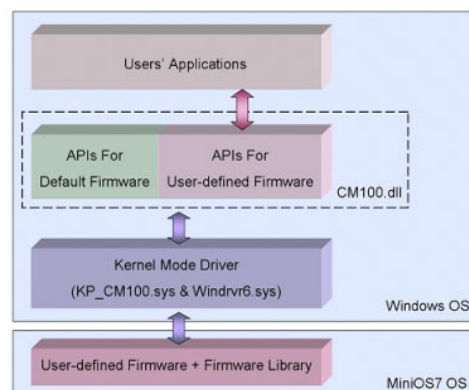 Users' Applications
APIs For
Default Firmware
APIs For
User-defined Firmware
CM100.dll
Kernel Mode Driver
(KP_CM100.sys & Windrvr6.sys)
Windows OS
User-defined Firmware + Firmware Library
MiniOS7 OS